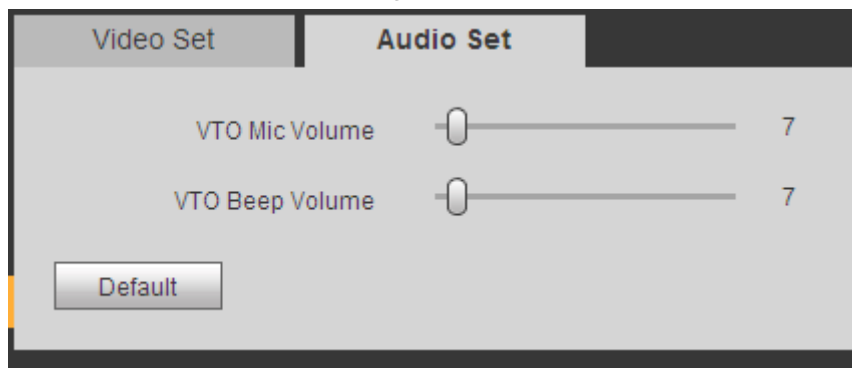 Video Set Audio Set
VTO Mic Volume 7
VTO Beep Volume 7
Default